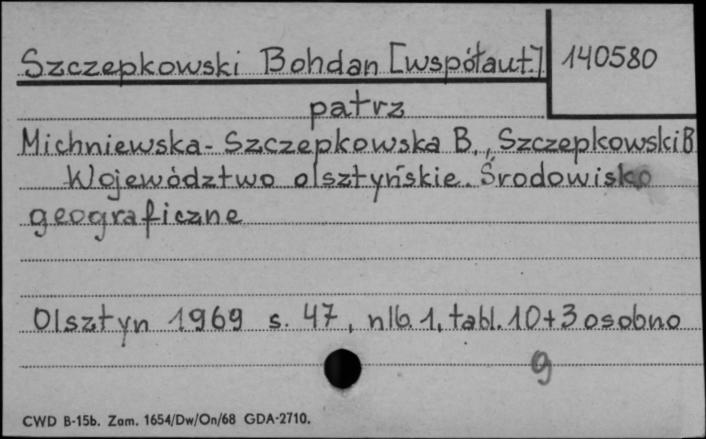 Szczepkowski Bohdan [współaut.] 140580
patrz
Michniewska-Szczepkowska B., Szczepkowski B
Województwo olsztyńskie. Środowisko
geograficzne
Olsztyn 1969 s. 47, nlb. 1, tabl. 10+3 osobno
g
CWD B-15b. Zam. 1654/Dw/On/68 GDA-2710.